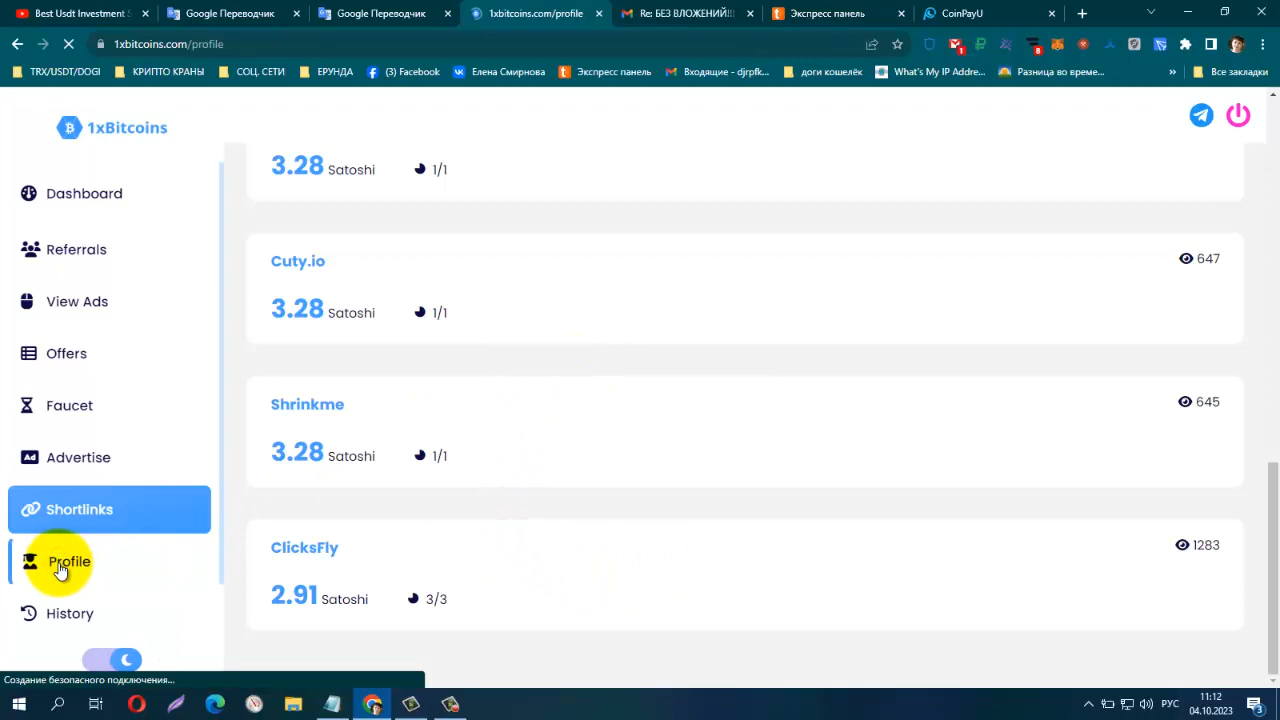 Best Usdt Investment S
Google Переводчик
Google Переводчик
1xbitcoins.com/profile
Re: БЕЗ ВЛОЖЕНИЙ!!!
Экспресс панель
CoinPayU
1xbitcoins.com/profile
1
8
TRX/USDT/DOGI
КРИПТО КРАНЫ
СОЦ. СЕТИ
ЕРУНДА
(3) Facebook
Елена Смирнова
Экспресс панель
Входящие - djrpfk...
доги кошелёк
What's My IP Addre...
Разница во време...
»
Все закладки
1xBitcoins
Dashboard
Referrals
View Ads
Offers
Faucet
Ad Advertise
Shortlinks
Profile
History
3.28 Satoshi 1/1
Cuty.io 647
3.28 Satoshi 1/1
Shrinkme 645
3.28 Satoshi 1/1
ClicksFly 1283
2.91 Satoshi 3/3
Создание безопасного подключения...
РУС
11:12
04.10.2023
3